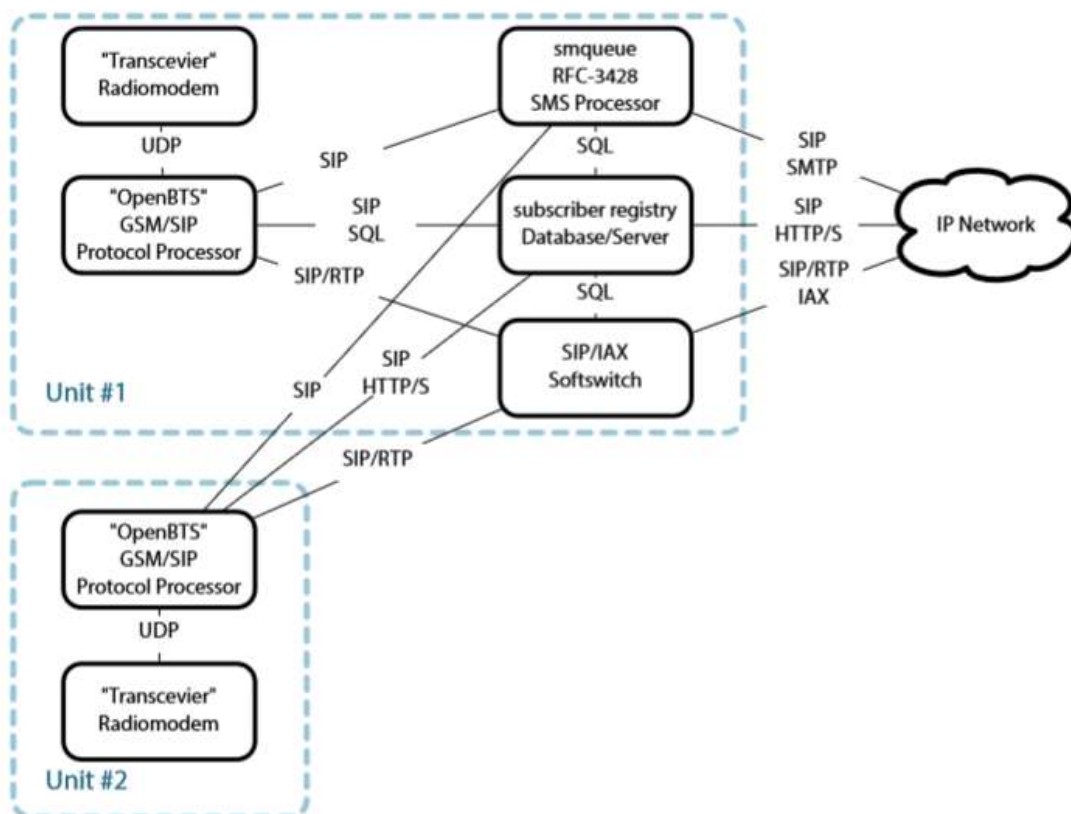 "Transcevier"
Radiomodem
UDP
"OpenBTS"
GSM/SIP
Protocol Processor
SIP
SIP
SQL
SIP/RTP
smqueue
RFC-3428
SMS Processor
SQL
subscriber registry
Database/Server
SQL
SIP/IAX
Softswitch
SIP
SMTP
SIP
HTTP/S
SIP/RTP
IAX
IP Network
Unit #1
SIP
SIP
HTTP/S
SIP/RTP
"OpenBTS"
GSM/SIP
Protocol Processor
UDP
"Transcevier"
Radiomodem
Unit #2